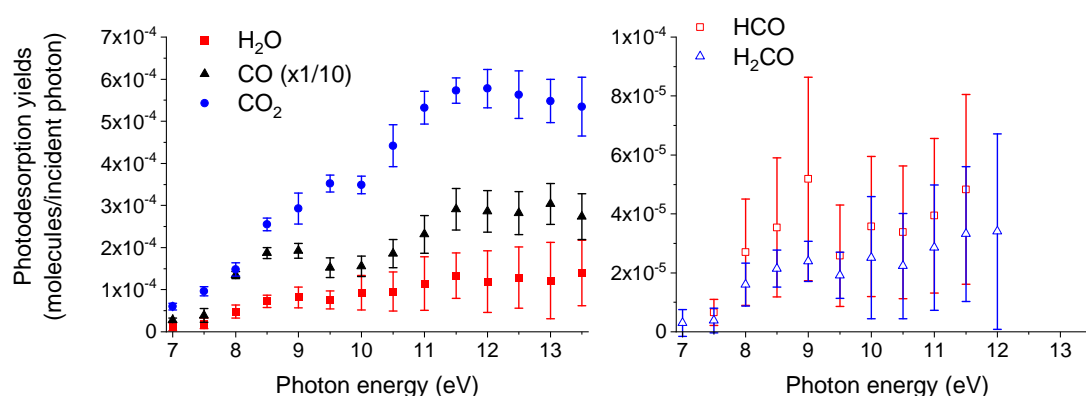 Photodesorption yields
(molecules/incident photon)
7x10⁻⁴
6x10⁻⁴
5x10⁻⁴
4x10⁻⁴
3x10⁻⁴
2x10⁻⁴
1x10⁻⁴
0
H₂O
CO (x1/10)
CO₂
7 8 9 10 11 12 13
Photon energy (eV)
1x10⁻⁴
8x10⁻⁵
6x10⁻⁵
4x10⁻⁵
2x10⁻⁵
0
HCO
H₂CO
7 8 9 10 11 12 13
Photon energy (eV)